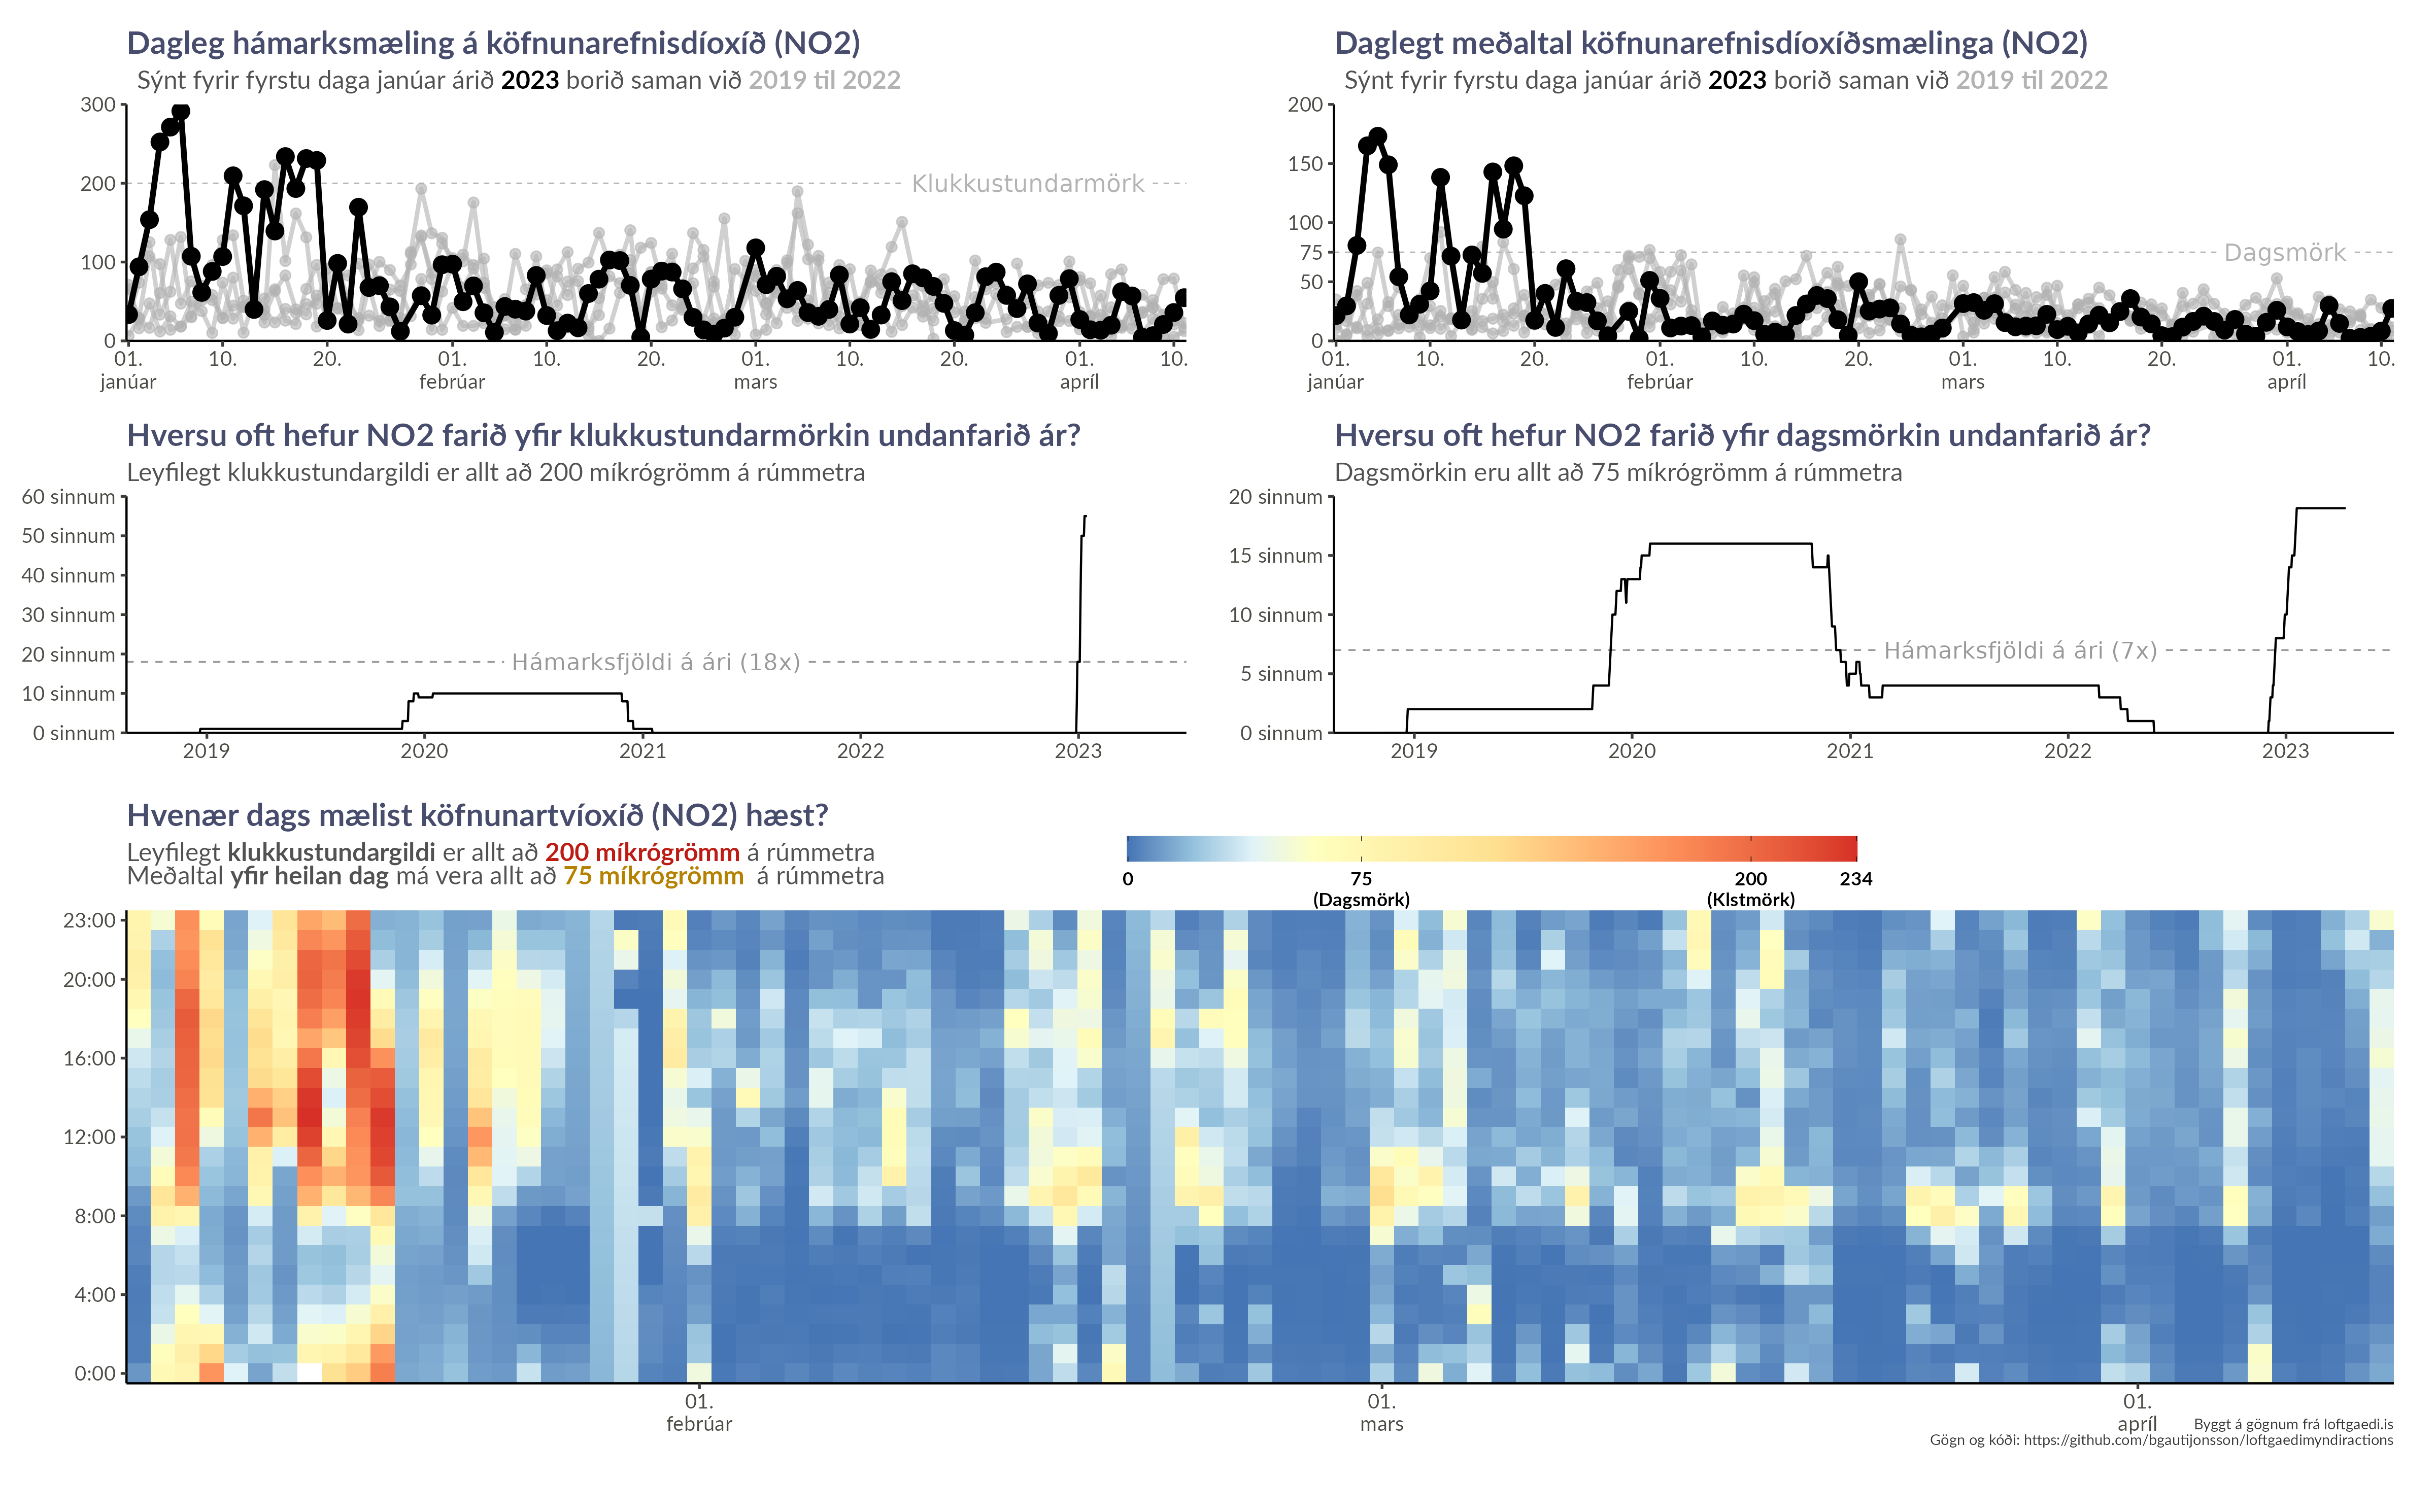 Dagleg hámarksmæling á köfnunarefnisdíoxíð (NO2)
Sýnt fyrir fyrstu daga janúar árið 2023 borið saman við 2019 til 2022
300
200
100
0
Klukkustundarmörk
01. 10. 20. 01. 10. 20. 01. 10. 20. 01. 10.
janúar febrúar mars apríl
Daglegt meðaltal köfnunarefnisdíoxíðsmælinga (NO2)
Sýnt fyrir fyrstu daga janúar árið 2023 borið saman við 2019 til 2022
200
150
100
75
50
0
Dagsmörk
01. 10. 20. 01. 10. 20. 01. 10. 20. 01. 10.
janúar febrúar mars apríl
Hversu oft hefur NO2 farið yfir klukkustundarmörkin undanfarið ár?
Leyfilegt klukkustundargildi er allt að 200 míkrógrömm á rúmmetra
60 sinnum
50 sinnum
40 sinnum
30 sinnum
20 sinnum
10 sinnum
0 sinnum
Hámarksfjöldi á ári (18x)
2019 2020 2021 2022 2023
Hversu oft hefur NO2 farið yfir dagsmörkin undanfarið ár?
Dagsmörkin eru allt að 75 míkrógrömm á rúmmetra
20 sinnum
15 sinnum
10 sinnum
5 sinnum
0 sinnum
Hámarksfjöldi á ári (7x)
2019 2020 2021 2022 2023
Hvenær dags mælist köfnunartvíoxíð (NO2) hæst?
Leyfilegt klukkustundargildi er allt að 200 míkrógrömm á rúmmetra
Meðaltal yfir heilan dag má vera allt að 75 míkrógrömm á rúmmetra
0 75 200 234
(Dagsmörk) (Klstmörk)
23:00
20:00
16:00
12:00
8:00
4:00
0:00
01. 01. 01.
febrúar mars apríl
Byggt á gögnum frá loftgaedi.is
Gögn og kóði: https://github.com/bgautijonsson/loftgaedimyndiractions